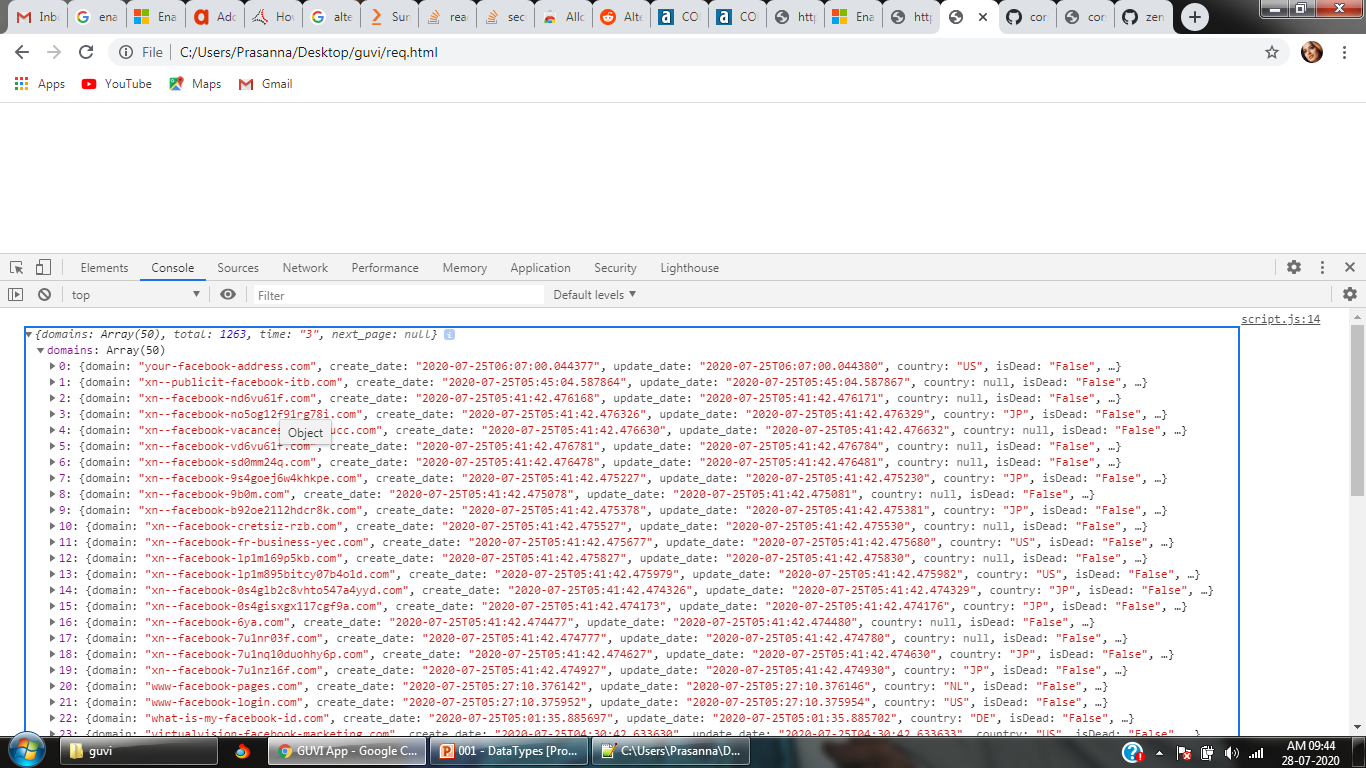 Inb
ena
Ena
Adc
Hov
alte
Sun
rea
sec
Allc
Alte
CO
CO
http
Ena
http
cor
cor
zen
File
C:/Users/Prasanna/Desktop/guvi/req.html
Apps
YouTube
Maps
Gmail
Elements
Console
Sources
Network
Performance
Memory
Application
Security
Lighthouse
top
Filter
Default levels
script.js:14
{domains: Array(50), total: 1263, time: "3", next_page: null}
domains: Array(50)
0: {domain: "your-facebook-address.com", create_date: "2020-07-25T06:07:00.044377", update_date: "2020-07-25T06:07:00.044380", country: "US", isDead: "False", …}
1: {domain: "xn--publicit-facebook-itb.com", create_date: "2020-07-25T05:45:04.587864", update_date: "2020-07-25T05:45:04.587867", country: null, isDead: "False", …}
2: {domain: "xn--facebook-nd6vu61f.com", create_date: "2020-07-25T05:41:42.476168", update_date: "2020-07-25T05:41:42.476171", country: null, isDead: "False", …}
3: {domain: "xn--facebook-no5og12f91rg78i.com", create_date: "2020-07-25T05:41:42.476326", update_date: "2020-07-25T05:41:42.476329", country: "JP", isDead: "False", …}
4: {domain: "xn--facebook-vacances ucc.com", create_date: "2020-07-25T05:41:42.476630", update_date: "2020-07-25T05:41:42.476632", country: null, isDead: "False", …}
Object
5: {domain: "xn--facebook-vd6vu61f.com", create_date: "2020-07-25T05:41:42.476781", update_date: "2020-07-25T05:41:42.476784", country: null, isDead: "False", …}
6: {domain: "xn--facebook-sd0mm24q.com", create_date: "2020-07-25T05:41:42.476478", update_date: "2020-07-25T05:41:42.476481", country: null, isDead: "False", …}
7: {domain: "xn--facebook-9s4goej6w4khkpe.com", create_date: "2020-07-25T05:41:42.475227", update_date: "2020-07-25T05:41:42.475230", country: "JP", isDead: "False", …}
8: {domain: "xn--facebook-9b0m.com", create_date: "2020-07-25T05:41:42.475078", update_date: "2020-07-25T05:41:42.475081", country: null, isDead: "False", …}
9: {domain: "xn--facebook-b92oe21l2hdcr8k.com", create_date: "2020-07-25T05:41:42.475378", update_date: "2020-07-25T05:41:42.475381", country: "JP", isDead: "False", …}
10: {domain: "xn--facebook-cretsiz-rzb.com", create_date: "2020-07-25T05:41:42.475527", update_date: "2020-07-25T05:41:42.475530", country: null, isDead: "False", …}
11: {domain: "xn--facebook-fr-business-yec.com", create_date: "2020-07-25T05:41:42.475677", update_date: "2020-07-25T05:41:42.475680", country: "US", isDead: "False", …}
12: {domain: "xn--facebook-lp1m169p5kb.com", create_date: "2020-07-25T05:41:42.475827", update_date: "2020-07-25T05:41:42.475830", country: null, isDead: "False", …}
13: {domain: "xn--facebook-lp1m895bitcy07b4o1d.com", create_date: "2020-07-25T05:41:42.475979", update_date: "2020-07-25T05:41:42.475982", country: "US", isDead: "False", …}
14: {domain: "xn--facebook-0s4glb2c8vhto547a4yyd.com", create_date: "2020-07-25T05:41:42.474326", update_date: "2020-07-25T05:41:42.474329", country: "JP", isDead: "False", …}
15: {domain: "xn--facebook-0s4gisxgx117cgf9a.com", create_date: "2020-07-25T05:41:42.474173", update_date: "2020-07-25T05:41:42.474176", country: "JP", isDead: "False", …}
16: {domain: "xn--facebook-6ya.com", create_date: "2020-07-25T05:41:42.474477", update_date: "2020-07-25T05:41:42.474480", country: null, isDead: "False", …}
17: {domain: "xn--facebook-7u1nr03f.com", create_date: "2020-07-25T05:41:42.474777", update_date: "2020-07-25T05:41:42.474780", country: null, isDead: "False", …}
18: {domain: "xn--facebook-7u1nq10duohhy6p.com", create_date: "2020-07-25T05:41:42.474627", update_date: "2020-07-25T05:41:42.474630", country: "JP", isDead: "False", …}
19: {domain: "xn--facebook-7u1nz16f.com", create_date: "2020-07-25T05:41:42.474927", update_date: "2020-07-25T05:41:42.474930", country: "JP", isDead: "False", …}
20: {domain: "www-facebook-pages.com", create_date: "2020-07-25T05:27:10.376142", update_date: "2020-07-25T05:27:10.376146", country: "NL", isDead: "False", …}
21: {domain: "www-facebook-login.com", create_date: "2020-07-25T05:27:10.375952", update_date: "2020-07-25T05:27:10.375954", country: "US", isDead: "False", …}
22: {domain: "what-is-my-facebook-id.com", create_date: "2020-07-25T05:01:35.885697", update_date: "2020-07-25T05:01:35.885702", country: "DE", isDead: "False", …}
23: {domain: "virtualvision-facebook-marketing.com", create_date: "2020-07-25T04:30:42.633630", update_date: "2020-07-25T04:30:42.633633", country: "US", isDead: "False", …}
guvi
GUVI App - Google C...
001 - DataTypes [Pro...
C:\Users\Prasanna\D...
AM 09:44
28-07-2020